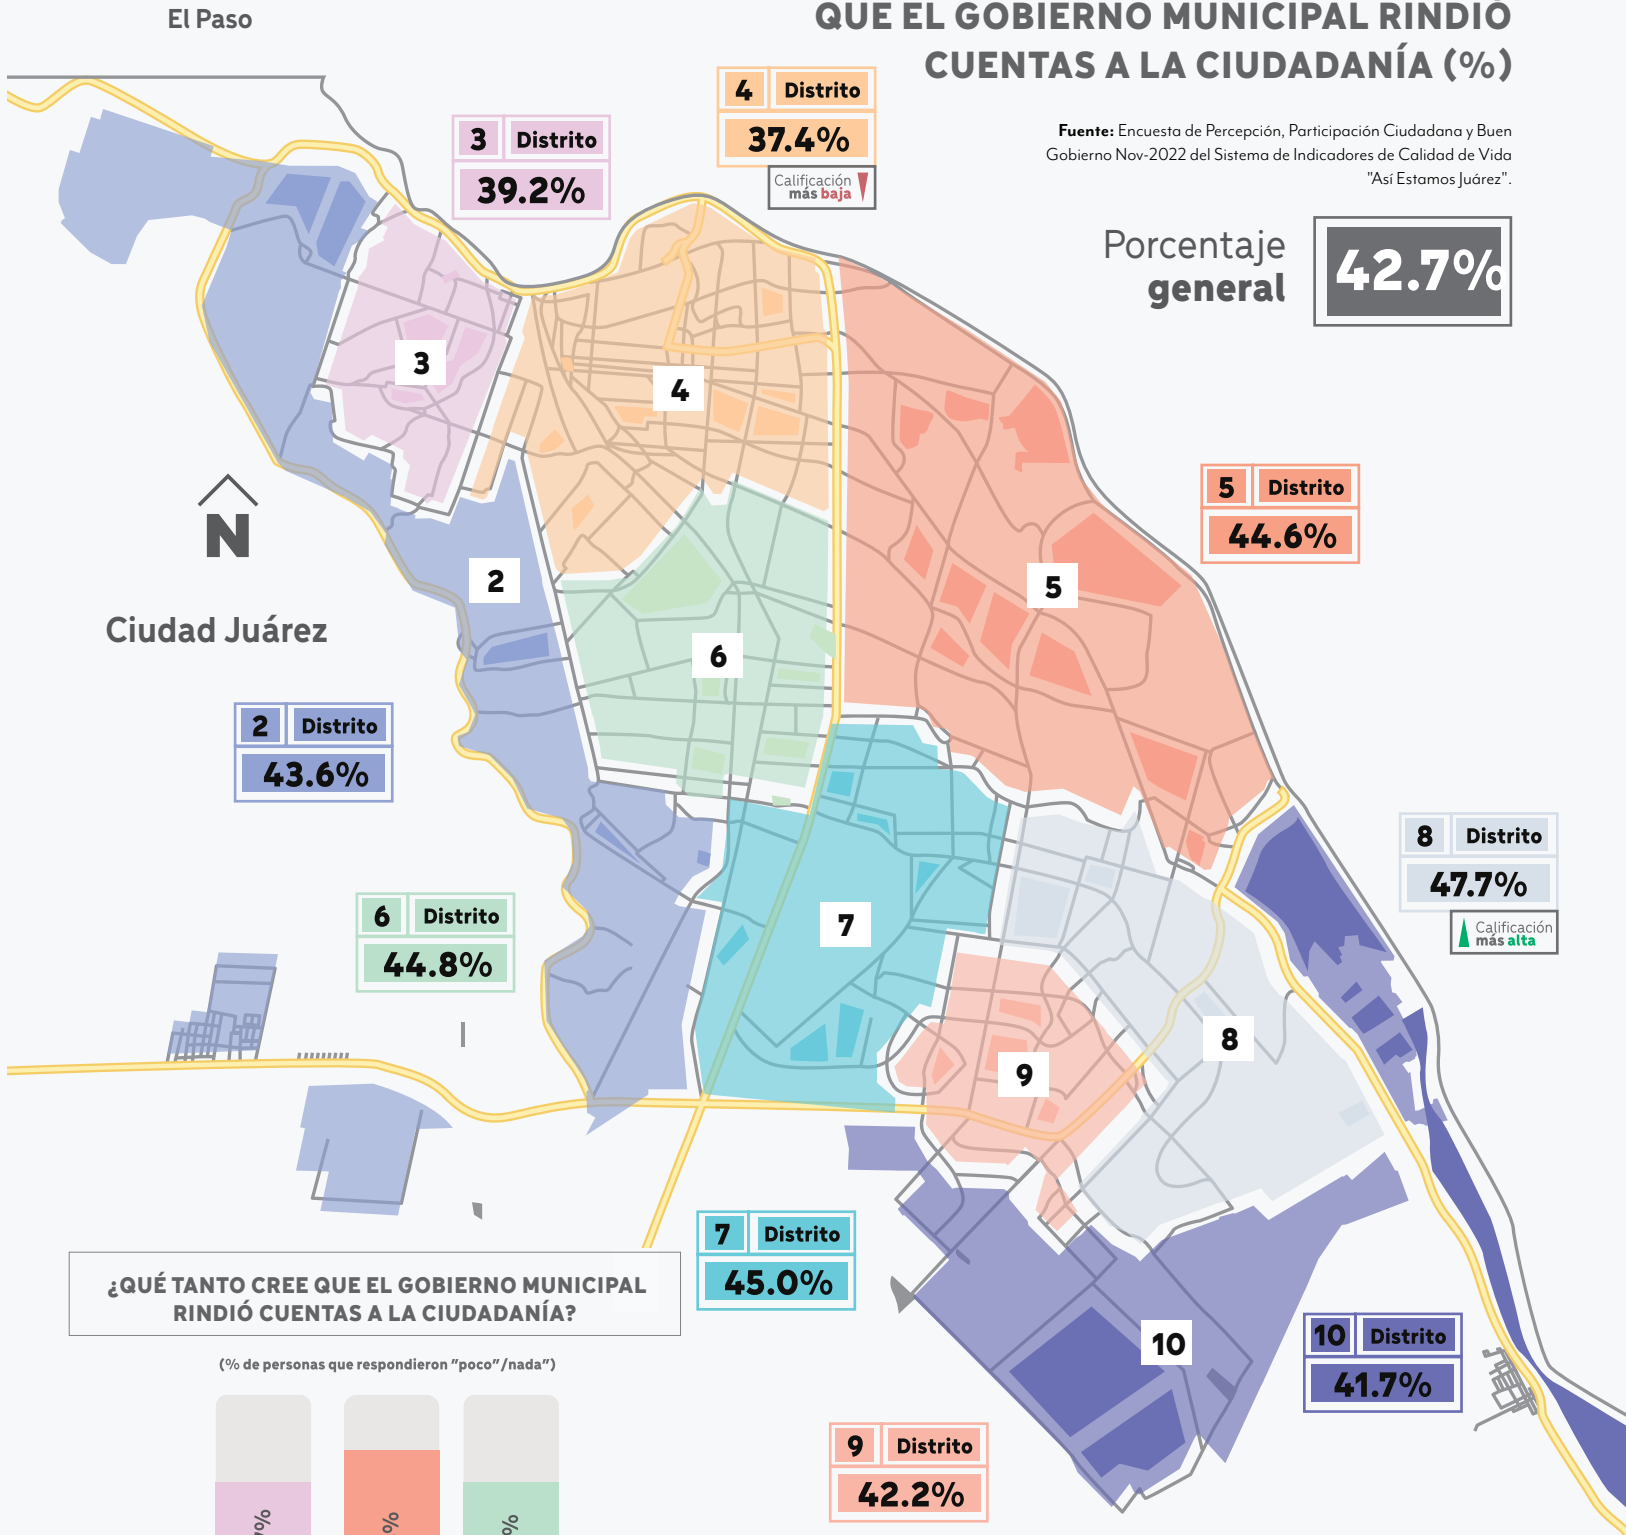 El Paso
QUE EL GOBIERNO MUNICIPAL RINDIÓ
CUENTAS A LA CIUDADANÍA (%)
Fuente: Encuesta de Percepción, Participación Ciudadana y Buen
Gobierno Nov-2022 del Sistema de Indicadores de Calidad de Vida
"Así Estamos Juárez".
Porcentaje
general
42.7%
4 Distrito
37.4%
Calificación
más baja
3 Distrito
39.2%
3
4
5 Distrito
44.6%
N
2
5
Ciudad Juárez
6
2 Distrito
43.6%
8 Distrito
47.7%
Calificación
más alta
6 Distrito
44.8%
7
8
9
7 Distrito
45.0%
10
10 Distrito
41.7%
9 Distrito
42.2%
¿QUÉ TANTO CREE QUE EL GOBIERNO MUNICIPAL
RINDIÓ CUENTAS A LA CIUDADANÍA?
(% de personas que respondieron "poco"/nada")
%
%
%